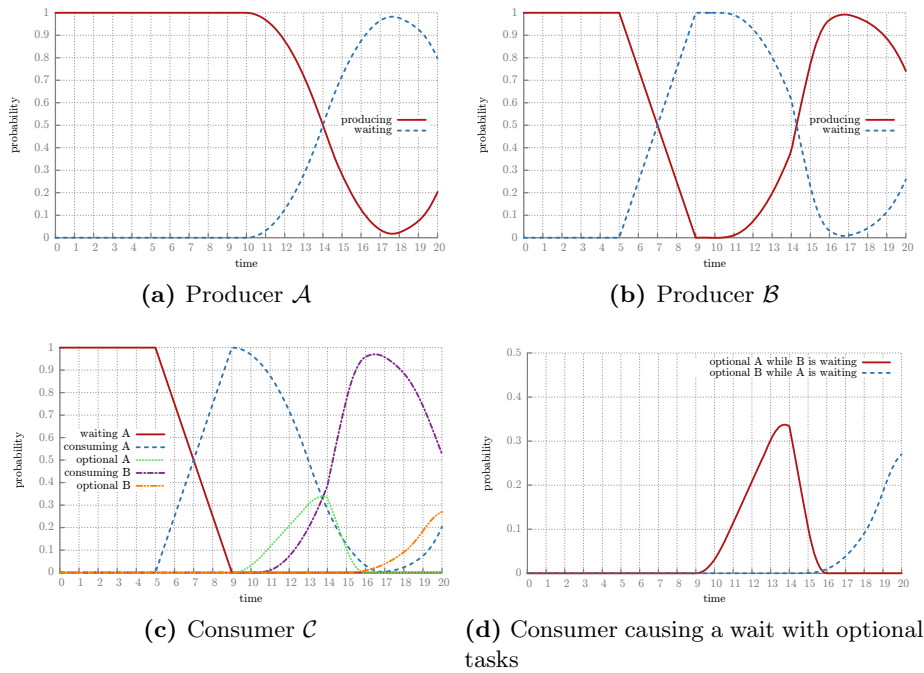 probability
1
0.9
0.8
0.7
0.6
0.5
0.4
0.3
0.2
0.1
0
producing
waiting
0 1 2 3 4 5 6 7 8 9 10 11 12 13 14 15 16 17 18 19 20
time
(a) Producer A
probability
1
0.9
0.8
0.7
0.6
0.5
0.4
0.3
0.2
0.1
0
producing
waiting
0 1 2 3 4 5 6 7 8 9 10 11 12 13 14 15 16 17 18 19 20
time
(b) Producer B
probability
1
0.9
0.8
0.7
0.6
0.5
0.4
0.3
0.2
0.1
0
waiting A
consuming A
optional A
consuming B
optional B
0 1 2 3 4 5 6 7 8 9 10 11 12 13 14 15 16 17 18 19 20
time
(c) Consumer C
probability
0.5
0.4
0.3
0.2
0.1
0
optional A while B is waiting
optional B while A is waiting
0 1 2 3 4 5 6 7 8 9 10 11 12 13 14 15 16 17 18 19 20
time
(d) Consumer causing a wait with optional
tasks